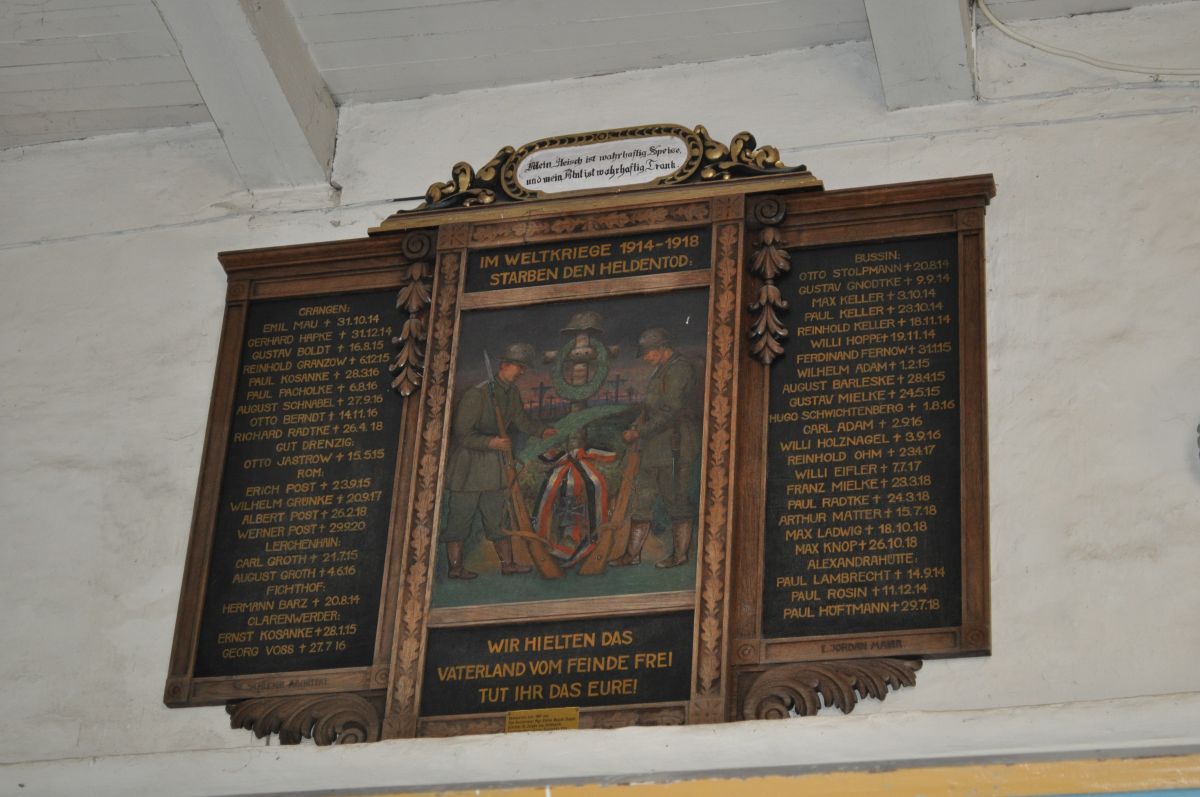 Mein Fleisch ist wahrhaftig Speise,
und mein Blut ist wahrhaftig Trank.
IM WELTKRIEGE 1914-1918
STARBEN DEN HELDENTOD:
CRANGEN:
EMIL MAU ✝ 31.10.14
GERHARD HAPKE ✝ 31.12.14
GUSTAV BOLDT ✝ 16.8.15
REINHOLD GRANZOW ✝ 6.12.15
PAUL KOSANKE ✝ 28.3.16
PAUL PACHOLKE ✝ 6.8.16
AUGUST SCHNABEL ✝ 27.9.16
OTTO BERNDT ✝ 14.11.16
RICHARD RADTKE ✝ 26.4.18
GUT DRENZIG:
OTTO JASTROW ✝ 15.5.15
ROM:
ERICH POST ✝ 23.9.15
WILHELM GRÜNKE ✝ 20.9.17
ALBERT POST ✝ 26.2.18
WERNER POST ✝ 29.9.20
LERCHENHAIN:
CARL GROTH ✝ 21.7.15
AUGUST GROTH ✝ 4.6.16
FICHTHOF:
HERMANN BARZ ✝ 20.8.14
CLARENWERDER:
ERNST KOSANKE ✝ 28.1.15
GEORG VOSS ✝ 27.7.16
ARCHITEKT
WIR HIELTEN DAS
VATERLAND VOM FEINDE FREI
TUT IHR DAS EURE!
BUSSIN:
OTTO STOLPMANN ✝ 20.8.14
GUSTAV GNODTKE ✝ 9.9.14
MAX KELLER ✝ 3.10.14
PAUL KELLER ✝ 23.10.14
REINHOLD KELLER ✝ 18.11.14
WILLI HOPPE ✝ 19.11.14
FERDINAND FERNOW ✝ 31.1.15
WILHELM ADAM ✝ 1.2.15
AUGUST BARLESKE ✝ 28.4.15
GUSTAV MIELKE ✝ 24.5.15
HUGO SCHWICHTENBERG ✝ 1.8.16
CARL ADAM ✝ 2.9.16
WILLI HOLZNAGEL ✝ 3.9.16
REINHOLD OHM ✝ 23.4.17
WILLI EIFLER ✝ 7.7.17
FRANZ MIELKE ✝ 23.3.18
PAUL RADTKE ✝ 24.3.18
ARTHUR MATTER ✝ 15.7.18
MAX LADWIG ✝ 18.10.18
MAX KNOP ✝ 26.10.18
ALEXANDRAHÜTTE:
PAUL LAMBRECHT ✝ 14.9.14
PAUL ROSIN ✝ 11.12.14
PAUL HOFTMANN ✝ 29.7.18
E. JORDAN MALER